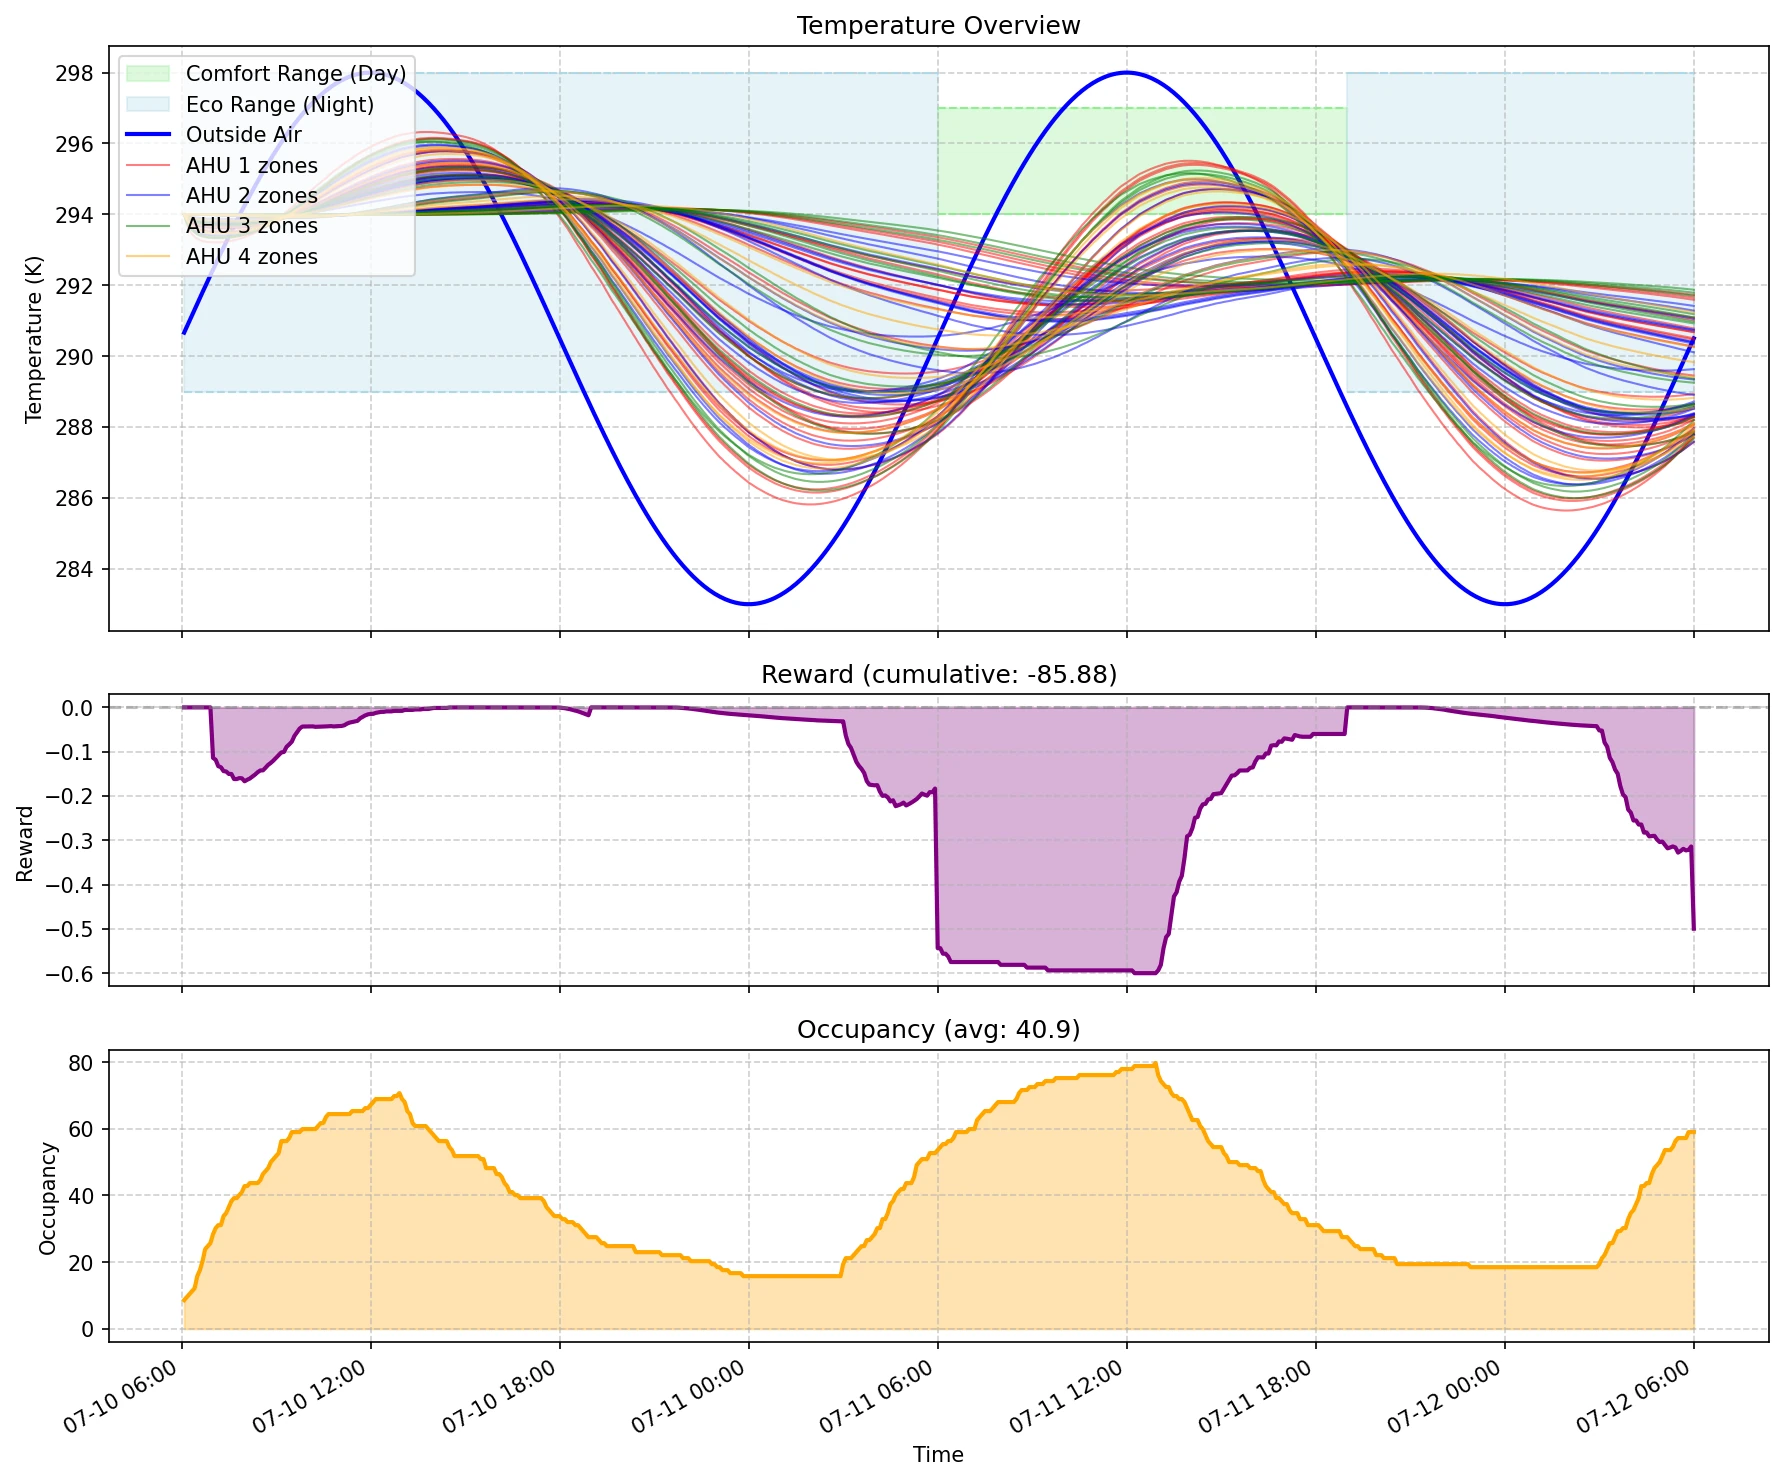 Temperature Overview
Temperature (K)
298
296
294
292
290
288
286
284
Comfort Range (Day)
Eco Range (Night)
Outside Air
AHU 1 zones
AHU 2 zones
AHU 3 zones
AHU 4 zones
Reward (cumulative: -85.88)
Reward
0.0
−0.1
−0.2
−0.3
−0.4
−0.5
−0.6
Occupancy (avg: 40.9)
Occupancy
80
60
40
20
0
07-10 06:00
07-10 12:00
07-10 18:00
07-11 00:00
07-11 06:00
07-11 12:00
07-11 18:00
07-12 00:00
07-12 06:00
Time